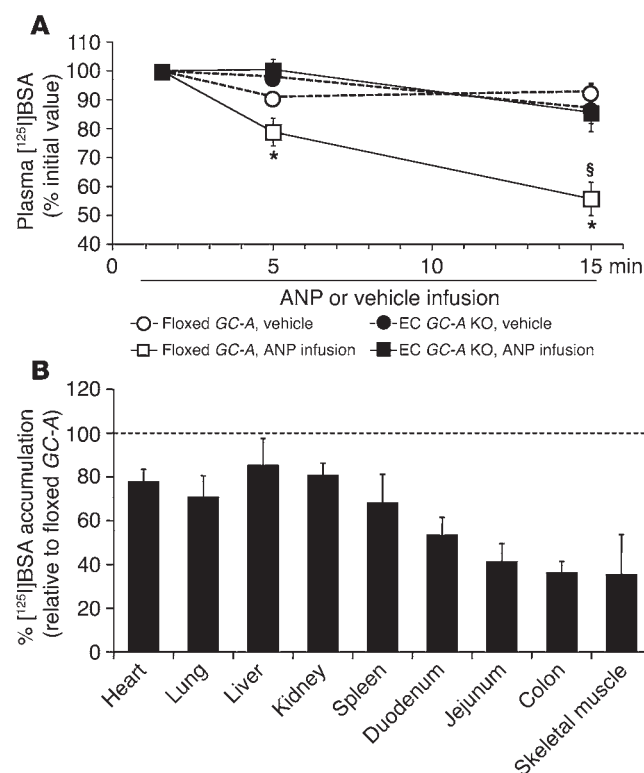 A
Plasma [125I]BSA
(% initial value)
110
100
90
80
70
60
50
40
*
§
*
0 5 10 15 min
ANP or vehicle infusion
Floxed GC-A, vehicle
EC GC-A KO, vehicle
Floxed GC-A, ANP infusion
EC GC-A KO, ANP infusion
B
% [125I]BSA accumulation
(relative to floxed GC-A)
120
100
80
60
40
20
0
Heart
Lung
Liver
Kidney
Spleen
Duodenum
Jejunum
Colon
Skeletal muscle